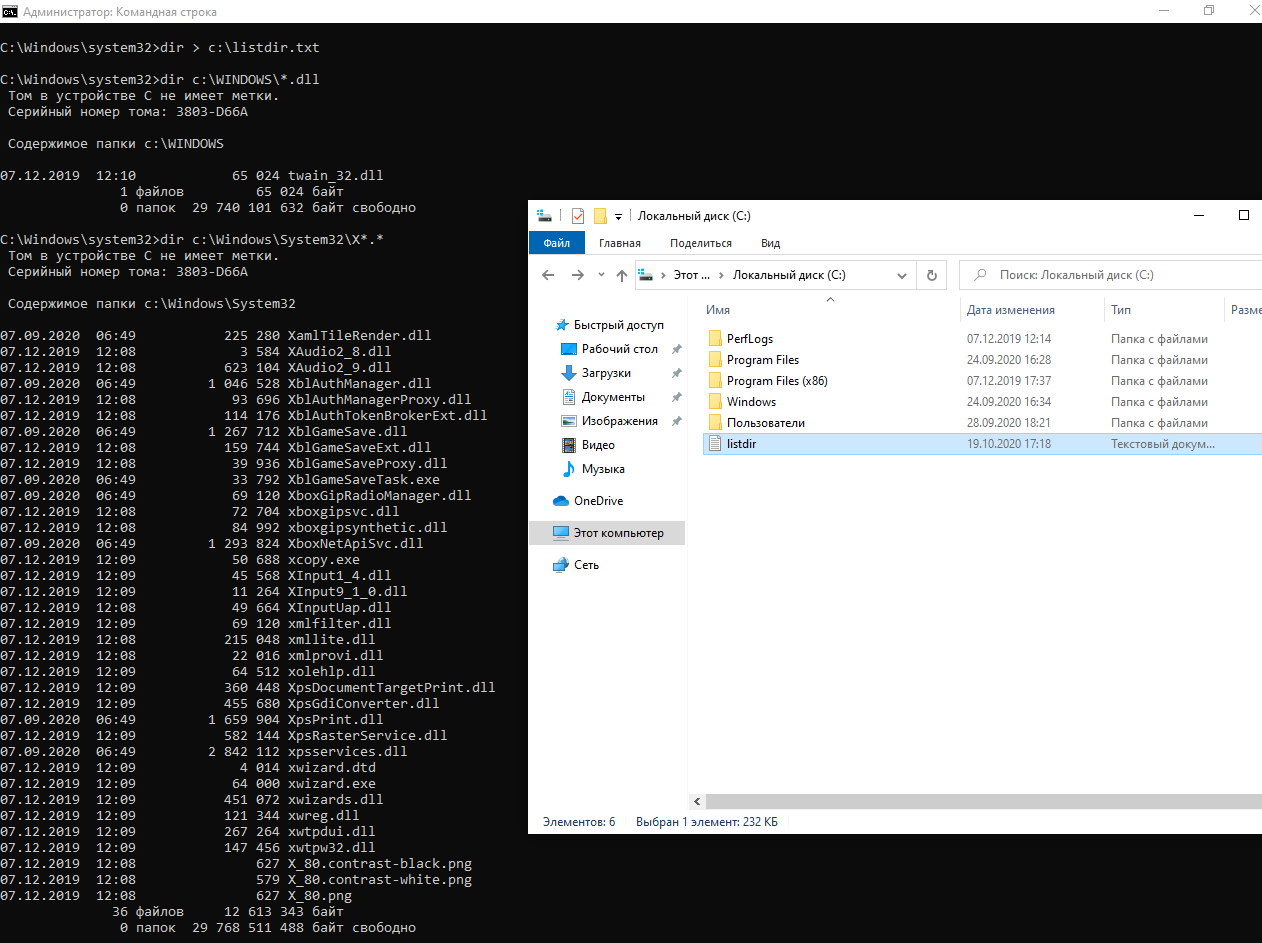 Администратор: Командная строка
C:\Windows\system32>dir > c:\listdir.txt
C:\Windows\system32>dir c:\WINDOWS\*.dll
Том в устройстве C не имеет метки.
Серийный номер тома: 3803-D66A
Содержимое папки c:\WINDOWS
07.12.2019  12:10            65 024 twain_32.dll
1 файлов         65 024 байт
0 папок  29 740 101 632 байт свободно
C:\Windows\system32>dir c:\Windows\System32\X*.*
Том в устройстве C не имеет метки.
Серийный номер тома: 3803-D66A
Содержимое папки c:\Windows\System32
07.09.2020  06:49           225 280 XamlTileRender.dll
07.12.2019  12:08             3 584 XAudio2_8.dll
07.12.2019  12:08           623 104 XAudio2_9.dll
07.09.2020  06:49         1 046 528 XblAuthManager.dll
07.12.2019  12:08            93 696 XblAuthManagerProxy.dll
07.12.2019  12:08           114 176 XblAuthTokenBrokerExt.dll
07.09.2020  06:49         1 267 712 XblGameSave.dll
07.12.2019  12:08           159 744 XblGameSaveExt.dll
07.12.2019  12:08            39 936 XblGameSaveProxy.dll
07.09.2020  06:49            33 792 XblGameSaveTask.exe
07.12.2019  12:08            69 120 XboxGipRadioManager.dll
07.12.2019  12:08            72 704 xboxgipsvc.dll
07.12.2019  12:08            84 992 xboxgipsynthetic.dll
07.09.2020  06:49         1 293 824 XboxNetApiSvc.dll
07.12.2019  12:09            50 688 xcopy.exe
07.12.2019  12:09            45 568 XInput1_4.dll
07.12.2019  12:09            11 264 XInput9_1_0.dll
07.12.2019  12:08            49 664 XInputUap.dll
07.12.2019  12:09            69 120 xmlfilter.dll
07.12.2019  12:08           215 048 xmllite.dll
07.12.2019  12:08            22 016 xmlprovi.dll
07.12.2019  12:09            64 512 xolehlp.dll
07.12.2019  12:09           360 448 XpsDocumentTargetPrint.dll
07.12.2019  12:09           455 680 XpsGdiConverter.dll
07.09.2020  06:49         1 659 904 XpsPrint.dll
07.12.2019  12:09           582 144 XpsRasterService.dll
07.09.2020  06:49         2 842 112 xpsservices.dll
07.12.2019  12:09             4 014 xwizard.dtd
07.12.2019  12:09            64 000 xwizard.exe
07.12.2019  12:09           451 072 xwizards.dll
07.12.2019  12:09           121 344 xwreg.dll
07.12.2019  12:09           267 264 xwtpdui.dll
07.12.2019  12:09           147 456 xwtpw32.dll
07.12.2019  12:08               627 X_80.contrast-black.png
07.12.2019  12:08               579 X_80.contrast-white.png
07.12.2019  12:08               627 X_80.png
36 файлов     12 613 343 байт
0 папок  29 768 511 488 байт свободно
Локальный диск (C:)
Файл Главная Поделиться Вид
Этот ... Локальный диск (C:) Поиск: Локальный диск (C:)
Имя Дата изменения Тип Разме
Быстрый доступ
Рабочий стол
Загрузки
Документы
Изображения
Видео
Музыка
OneDrive
Этот компьютер
Сеть
PerfLogs 07.12.2019 12:14 Папка с файлами
Program Files 24.09.2020 16:28 Папка с файлами
Program Files (x86) 07.12.2019 17:37 Папка с файлами
Windows 24.09.2020 16:34 Папка с файлами
Пользователи 28.09.2020 18:21 Папка с файлами
listdir 19.10.2020 17:18 Текстовый докум...
Элементов: 6 Выбран 1 элемент: 232 КБ